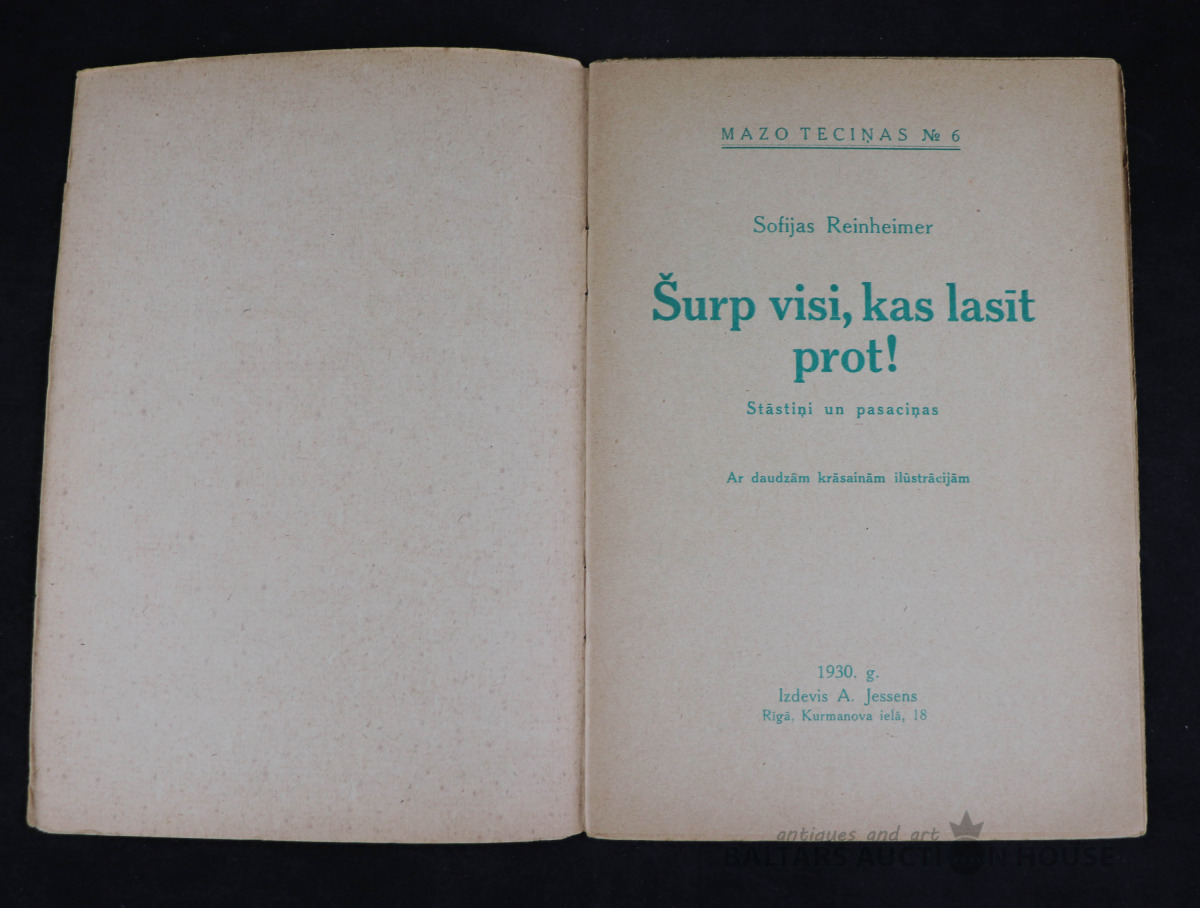 MAZO TECIŅAS № 6
Sofijas Reinheimer
Šurp visi, kas lasīt
prot!
Stāstiņi un pasaciņas
Ar daudzām krāsainām ilūstrācijām
1930. g.
Izdevis A. Jessens
Rīgā, Kurmanova ielā, 18
antiques and art
BALTARS AUCTION HOUSE